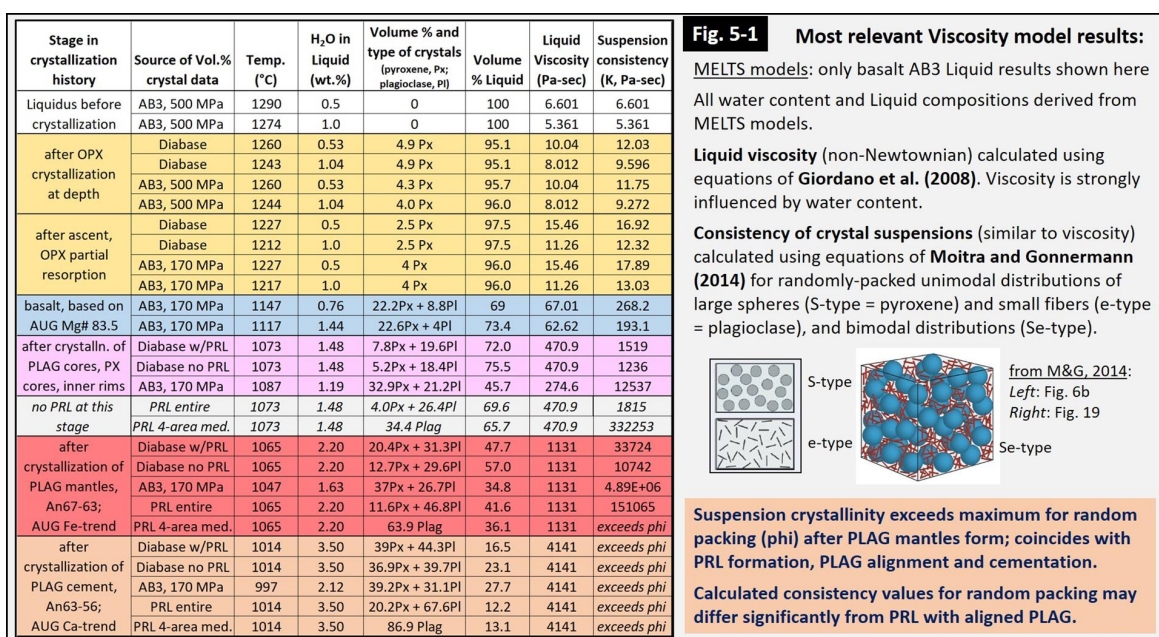 Stage in crystallization history | Source of Vol.% crystal data | Temp. (°C) | H₂O in Liquid (wt.%) | Volume % and type of crystals (pyroxene, Px; plagioclase, Pl) | Volume % Liquid | Liquid Viscosity (Pa-sec) | Suspension consistency (K, Pa-sec)
Liquidus before crystallization
AB3, 500 MPa 1290 0.5 0 100 6.601 6.601
AB3, 500 MPa 1274 1.0 0 100 5.361 5.361
after OPX crystallization at depth
Diabase 1260 0.53 4.9 Px 95.1 10.04 12.03
Diabase 1243 1.04 4.9 Px 95.1 8.012 9.596
AB3, 500 MPa 1260 0.53 4.3 Px 95.7 10.04 11.75
AB3, 500 MPa 1244 1.04 4.0 Px 96.0 8.012 9.272
after ascent, OPX partial resorption
Diabase 1227 0.5 2.5 Px 97.5 15.46 16.92
Diabase 1212 1.0 2.5 Px 97.5 11.26 12.32
AB3, 170 MPa 1227 0.5 4 Px 96.0 15.46 17.89
AB3, 170 MPa 1217 1.0 4 Px 96.0 11.26 13.03
basalt, based on AUG Mg# 83.5
AB3, 170 MPa 1147 0.76 22.2Px + 8.8Pl 69 67.01 268.2
AB3, 170 MPa 1117 1.44 22.6Px + 4Pl 73.4 62.62 193.1
after crystalln. of PLAG cores, PX cores, inner rims
Diabase w/PRL 1073 1.48 7.8Px + 19.6Pl 72.0 470.9 1519
Diabase no PRL 1073 1.48 5.2Px + 18.4Pl 75.5 470.9 1236
AB3, 170 MPa 1087 1.19 32.9Px + 21.2Pl 45.7 274.6 12537
no PRL at this stage
PRL entire 1073 1.48 4.0Px + 26.4Pl 69.6 470.9 1815
PRL 4-area med. 1073 1.48 34.4 Plag 65.7 470.9 332253
after crystallization of PLAG mantles, An67-63; AUG Fe-trend
Diabase w/PRL 1065 2.20 20.4Px + 31.3Pl 47.7 1131 33724
Diabase no PRL 1065 2.20 12.7Px + 29.6Pl 57.0 1131 10742
AB3, 170 MPa 1047 1.63 37Px + 26.7Pl 34.8 1131 4.89E+06
PRL entire 1065 2.20 11.6Px + 46.8Pl 41.6 1131 151065
PRL 4-area med. 1065 2.20 63.9 Plag 36.1 1131 exceeds phi
after crystallization of PLAG cement, An63-56; AUG Ca-trend
Diabase w/PRL 1014 3.50 39Px + 44.3Pl 16.5 4141 exceeds phi
Diabase no PRL 1014 3.50 36.9Px + 39.7Pl 23.1 4141 exceeds phi
AB3, 170 MPa 997 2.12 39.2Px + 31.1Pl 27.7 4141 exceeds phi
PRL entire 1014 3.50 20.2Px + 67.6Pl 12.2 4141 exceeds phi
PRL 4-area med. 1014 3.50 86.9 Plag 13.1 4141 exceeds phi
Fig. 5-1 Most relevant Viscosity model results:
MELTS models: only basalt AB3 Liquid results shown here
All water content and Liquid compositions derived from
MELTS models.
Liquid viscosity (non-Newtownian) calculated using
equations of Giordano et al. (2008). Viscosity is strongly
influenced by water content.
Consistency of crystal suspensions (similar to viscosity)
calculated using equations of Moitra and Gonnermann
(2014) for randomly-packed unimodal distributions of
large spheres (S-type = pyroxene) and small fibers (e-type
= plagioclase), and bimodal distributions (Se-type).
S-type
e-type
Se-type
from M&G, 2014:
Left: Fig. 6b
Right: Fig. 19
Suspension crystallinity exceeds maximum for random
packing (phi) after PLAG mantles form; coincides with
PRL formation, PLAG alignment and cementation.
Calculated consistency values for random packing may
differ significantly from PRL with aligned PLAG.